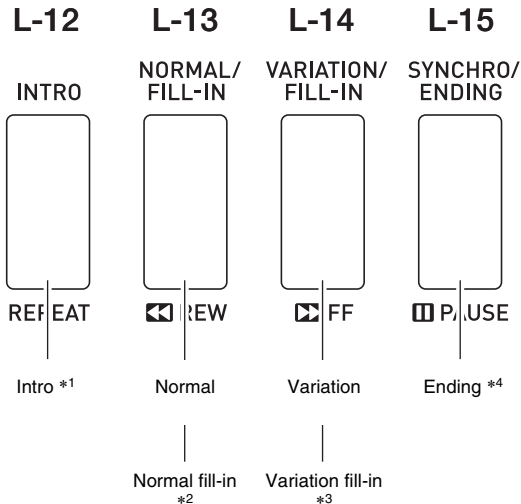 L-12 L-13 L-14 L-15
INTRO NORMAL/ FILL-IN VARIATION/ FILL-IN SYNCHRO/ ENDING
REPEAT REW FF PAUSE
Intro *1 Normal Variation Ending *4
Normal fill-in *2 Variation fill-in *3